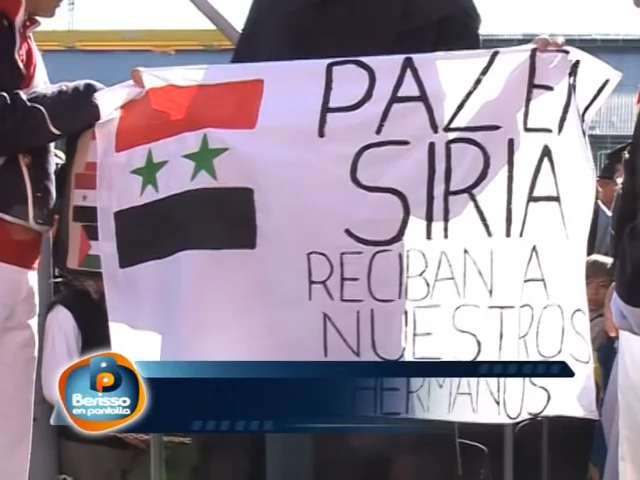 PAZ EN
SIRIA
RECIBAN A
NUESTROS
HERMANOS
Berisso
en pantalla